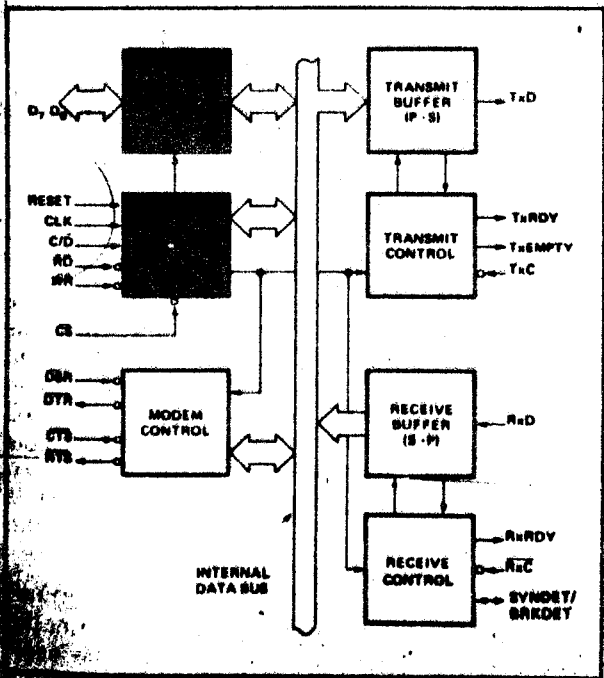 D7 D0
RESET
CLK
C/D
RD
WR
CS
DSR
DTR
CTS
RTS
MODEM
CONTROL
INTERNAL
DATA BUS
TRANSMIT
BUFFER
(P - S)
TxD
TRANSMIT
CONTROL
TxRDY
TxEMPTY
TxC
RECEIVE
BUFFER
(S - P)
RxD
RECEIVE
CONTROL
RxRDY
RxC
SYNDET/
BRKDET